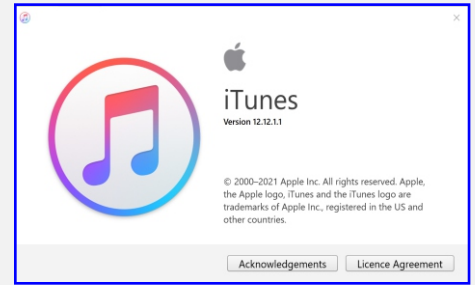 iTunes
Version 12.12.1.1
© 2000–2021 Apple Inc. All rights reserved. Apple,
the Apple logo, iTunes and the iTunes logo are
trademarks of Apple Inc., registered in the US and
other countries.
Acknowledgements Licence Agreement